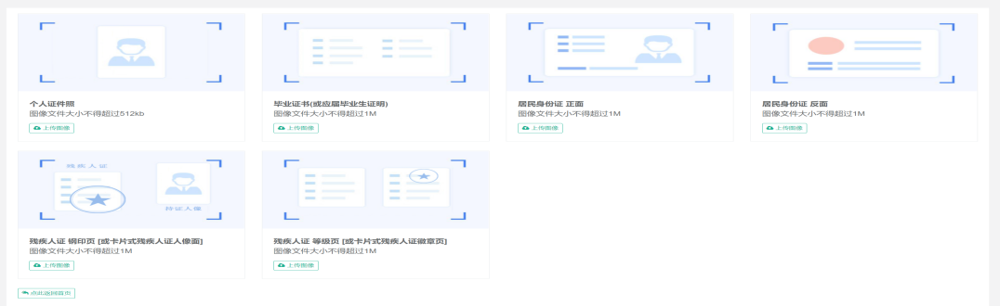 个人证件照
图像文件大小不得超过512kb
上传图像
毕业证书(或应届毕业生证明)
图像文件大小不得超过1M
上传图像
居民身份证 正面
图像文件大小不得超过1M
上传图像
居民身份证 反面
图像文件大小不得超过1M
上传图像
残疾人证
持证人像
残疾人证 钢印页 [或卡片式残疾人证人像面]
图像文件大小不得超过1M
上传图像
残疾人证 等级页 [或卡片式残疾人证徽章页]
图像文件大小不得超过1M
上传图像
点此返回首页